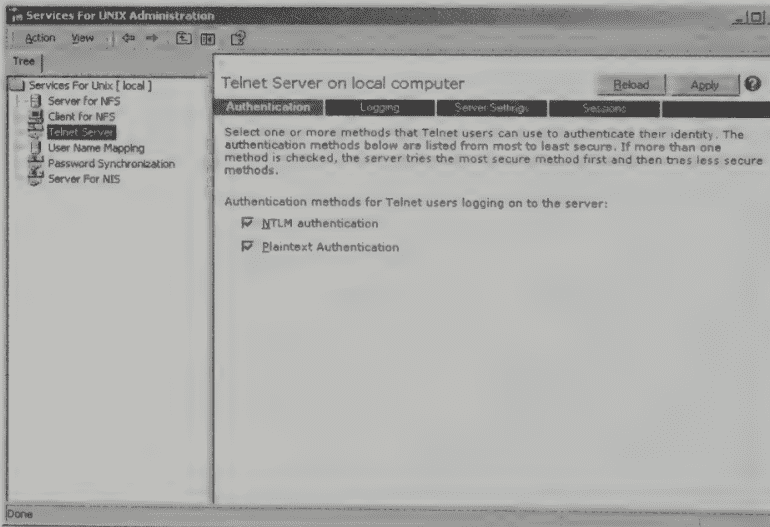 Services For UNIX Administration
Action View
Tree
Services For Unix [ local ]
Server for NFS
Client for NFS
Telnet Server
User Name Mapping
Password Synchronization
Server For NIS
Telnet Server on local computer
Reload Apply
Authentication Logging Server Settings Sessions
Select one or more methods that Telnet users can use to authenticate their identity. The
authentication methods below are listed from most to least secure. If more than one
method is checked, the server tries the most secure method first and then tries less secure
methods.
Authentication methods for Telnet users logging on to the server:
NTLM authentication
Plaintext Authentication
Done